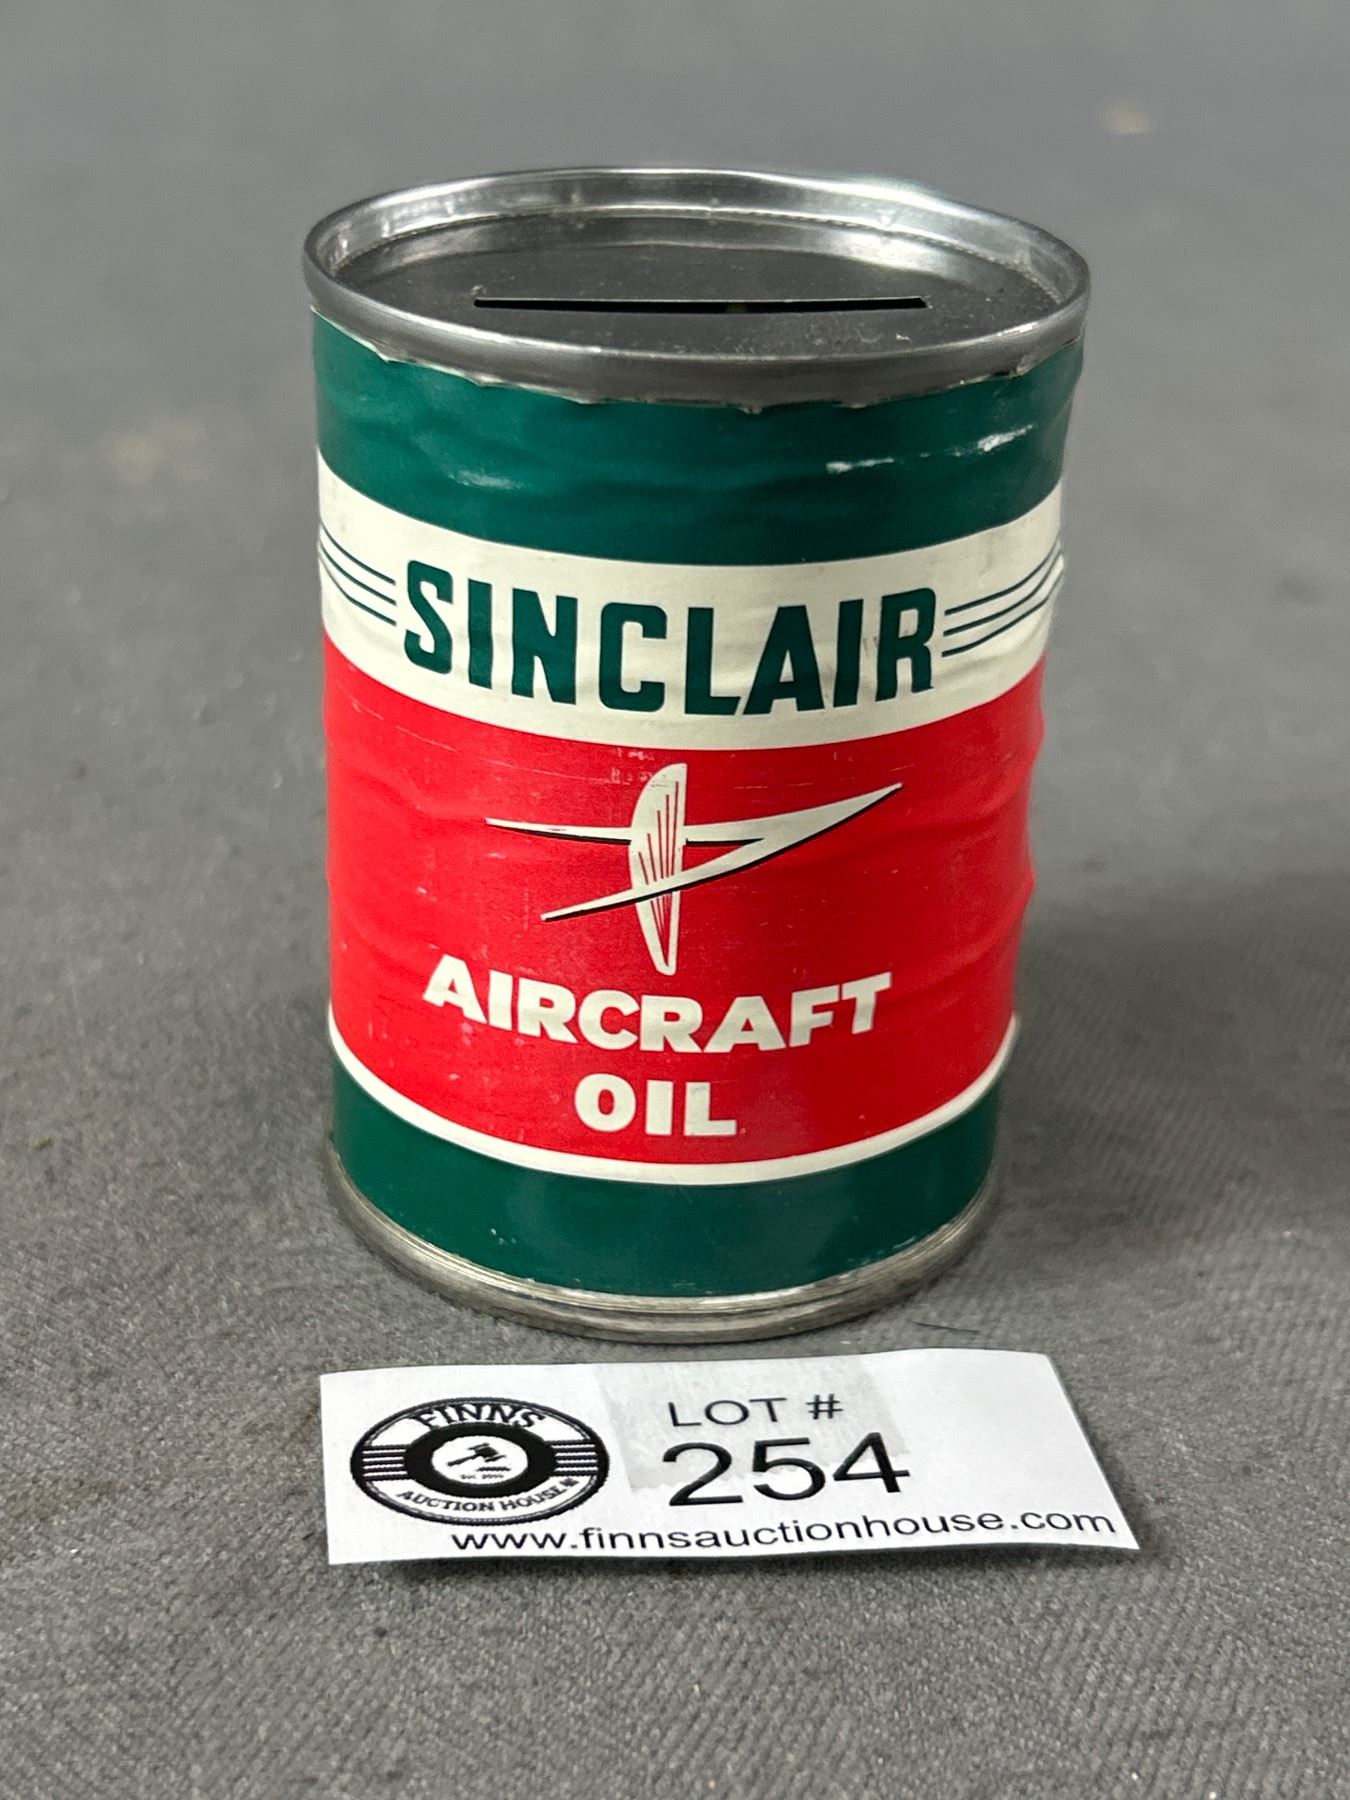 SINCLAIR
AIRCRAFT
OIL
FINNS
AUCTION HOUSE
LOT #
254
www.finnsauctionhouse.com